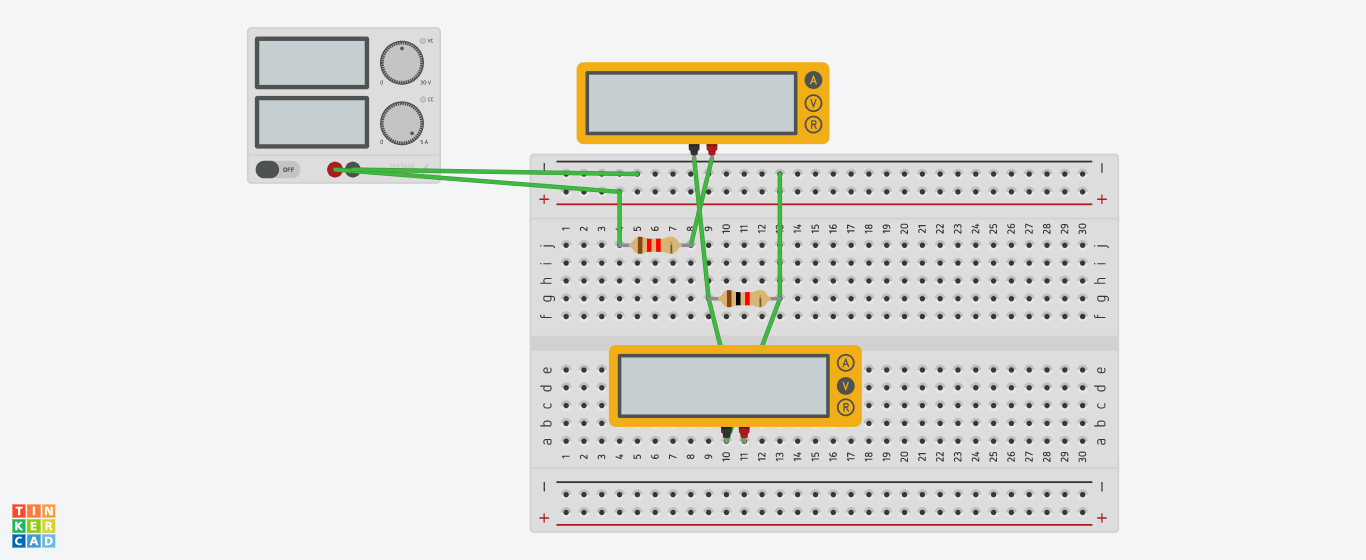 VC
0 30 V
CC
0 5 A
OFF
A
V
R
− −
+ +
1 2 3 5 6 7 8 9 10 11 12 14 15 16 17 18 19 20 21 22 23 24 25 26 27 28 29 30
j j
i i
h h
g g
f f
A
V
R
e e
d d
c c
b b
a a
1 2 3 4 5 6 7 8 9 10 11 12 13 14 15 16 17 18 19 20 21 22 23 24 25 26 27 28 29 30
− −
+ +
TIN
KER
CAD